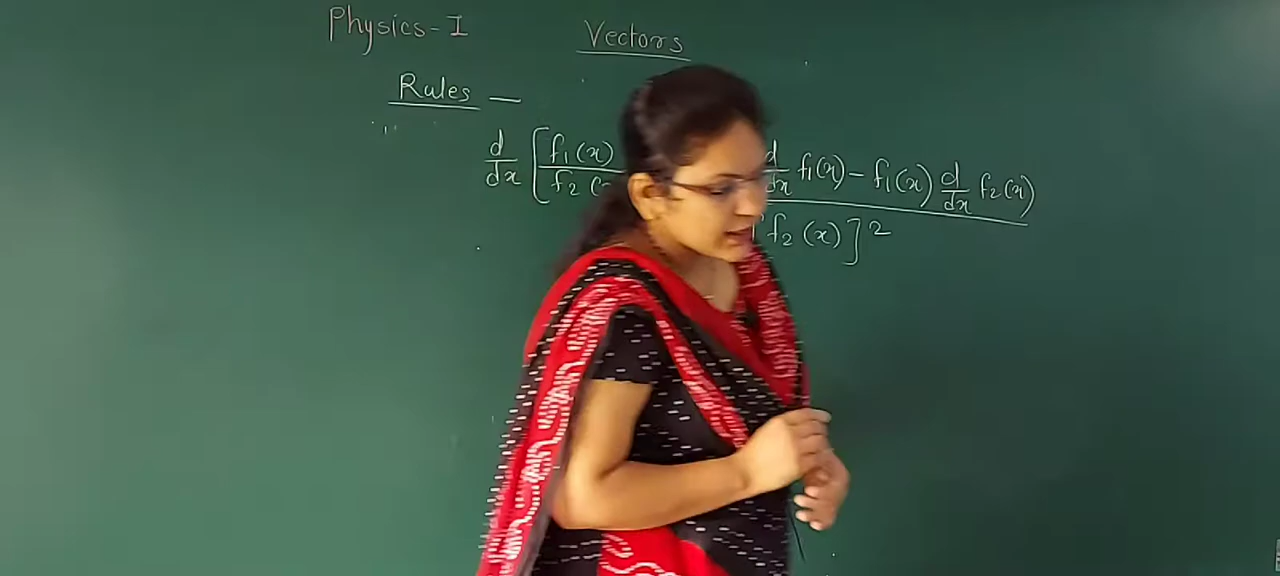 Physics-I
Vectors
Rules —
d/dx [f₁(x)/f₂(x d/dx f₁(x) - f₁(x) d/dx f₂(x)
[f₂(x)]²